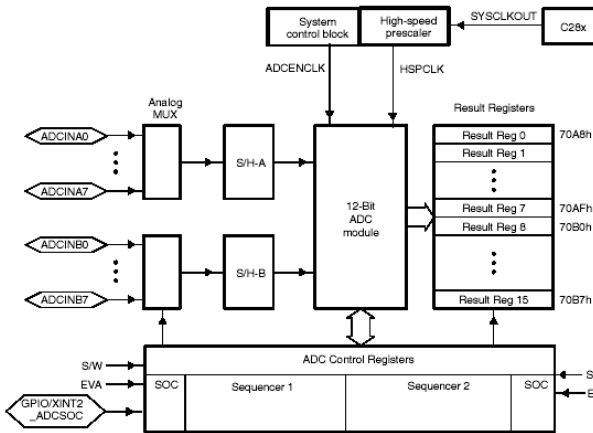 System
control block
High-speed
prescaler
SYSCLKOUT
C28x
ADCENCLK
HSPCLK
Analog
MUX
Result Registers
ADCINA0
ADCINA7
S/H-A
12-Bit
ADC
module
Result Reg 0
70A8h
Result Reg 1
Result Reg 7
70AFh
Result Reg 8
70B0h
ADCINB0
ADCINB7
S/H-B
Result Reg 15
70B7h
ADC Control Registers
S/W
EVA
GPIO/XINT2
_ADCSOC
SOC
Sequencer 1
Sequencer 2
SOC
S